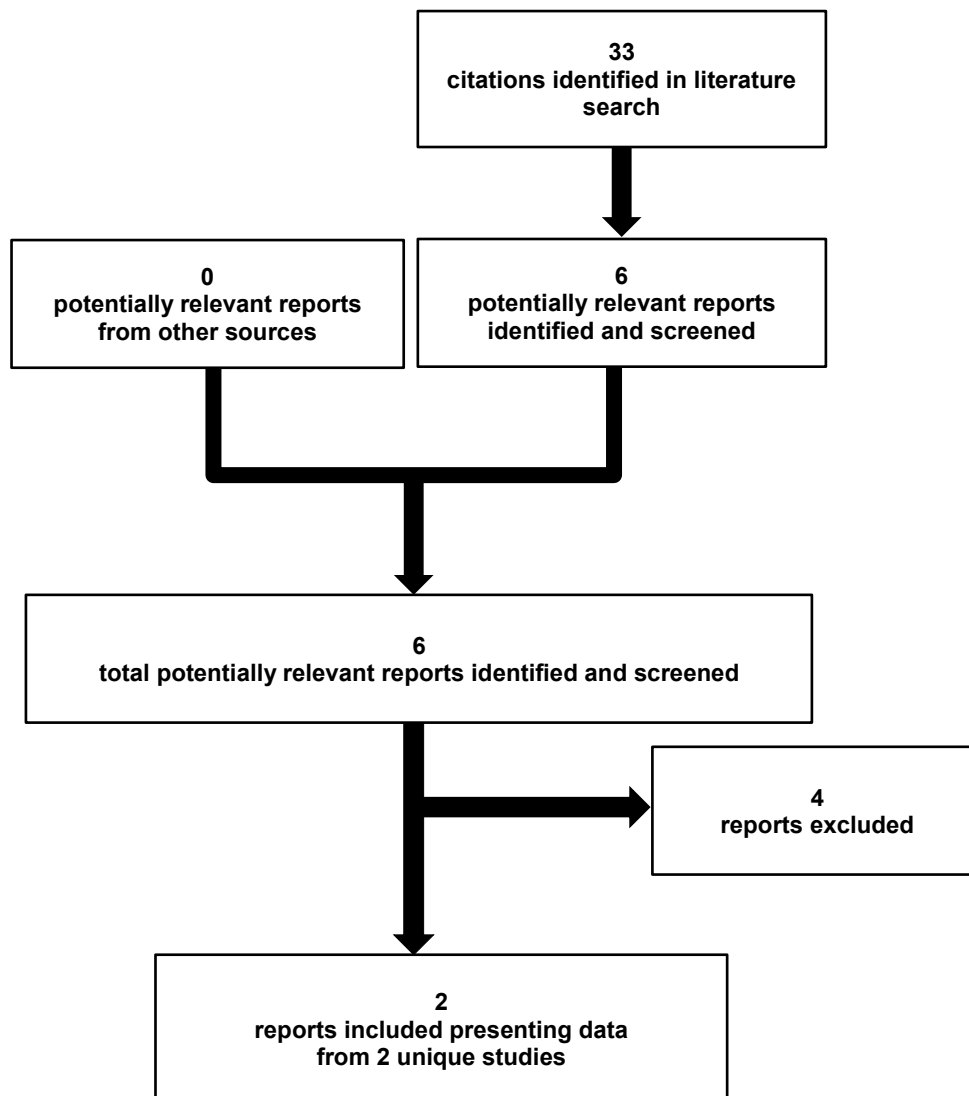 33
citations identified in literature
search
0
potentially relevant reports
from other sources
6
potentially relevant reports
identified and screened
6
total potentially relevant reports identified and screened
4
reports excluded
2
reports included presenting data
from 2 unique studies